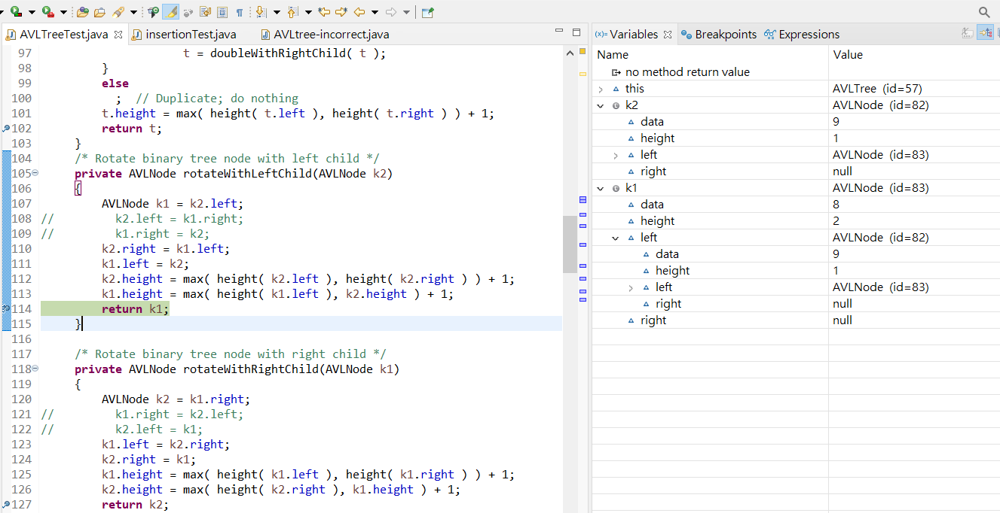 AVLTreeTest.java
insertionTest.java
AVLtree-incorrect.java
97 t = doubleWithRightChild( t );
98 }
99 else
100 ; // Duplicate; do nothing
101 t.height = max( height( t.left ), height( t.right ) ) + 1;
102 return t;
103 }
104 /* Rotate binary tree node with left child */
105 private AVLNode rotateWithLeftChild(AVLNode k2)
106 {
107 AVLNode k1 = k2.left;
108 // k2.left = k1.right;
109 // k1.right = k2;
110 k2.right = k1.left;
111 k1.left = k2;
112 k2.height = max( height( k2.left ), height( k2.right ) ) + 1;
113 k1.height = max( height( k1.left ), k2.height ) + 1;
114 return k1;
115 }
116
117 /* Rotate binary tree node with right child */
118 private AVLNode rotateWithRightChild(AVLNode k1)
119 {
120 AVLNode k2 = k1.right;
121 // k1.right = k2.left;
122 // k2.left = k1;
123 k1.left = k2.right;
124 k2.right = k1;
125 k1.height = max( height( k1.left ), height( k1.right ) ) + 1;
126 k2.height = max( height( k2.right ), k1.height ) + 1;
127 return k2;
(x)= Variables
Breakpoints
Expressions
Name Value
no method return value
this AVLTree (id=57)
k2 AVLNode (id=82)
data 9
height 1
left AVLNode (id=83)
right null
k1 AVLNode (id=83)
data 8
height 2
left AVLNode (id=82)
data 9
height 1
left AVLNode (id=83)
right null
right null